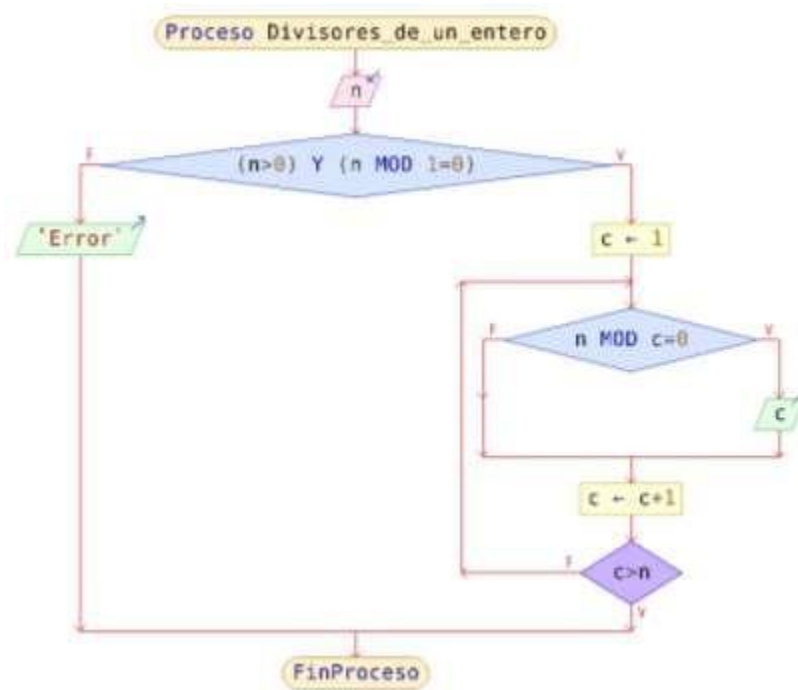 Proceso Divisores_de_un_entero
n
F
(n>0) Y (n MOD 1=0)
V
'Error'
c ← 1
F
n MOD c=0
V
c
c ← c+1
F
c>n
V
FinProceso